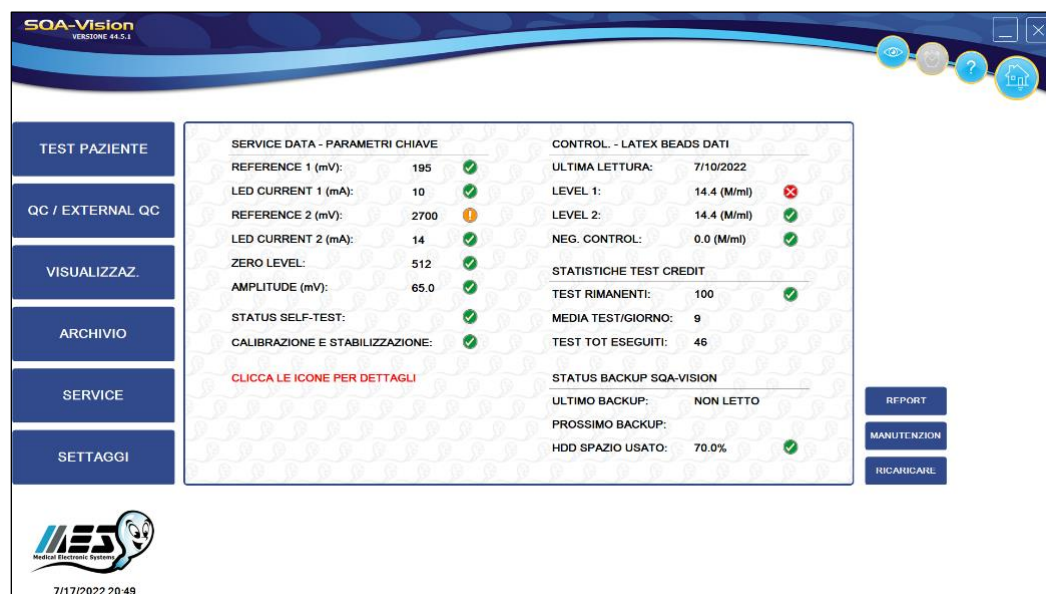 SQA-Vision
VERSIONE 44.5.1
?
TEST PAZIENTE
QC / EXTERNAL QC
VISUALIZZAZ.
ARCHIVIO
SERVICE
SETTAGGI
SERVICE DATA - PARAMETRI CHIAVE
REFERENCE 1 (mV): 195
LED CURRENT 1 (mA): 10
REFERENCE 2 (mV): 2700
LED CURRENT 2 (mA): 14
ZERO LEVEL: 512
AMPLITUDE (mV): 65.0
STATUS SELF-TEST:
CALIBRAZIONE E STABILIZZAZIONE:
CLICCA LE ICONE PER DETTAGLI
CONTROL. - LATEX BEADS DATI
ULTIMA LETTURA: 7/10/2022
LEVEL 1: 14.4 (M/ml)
LEVEL 2: 14.4 (M/ml)
NEG. CONTROL: 0.0 (M/ml)
STATISTICHE TEST CREDIT
TEST RIMANENTI: 100
MEDIA TEST/GIORNO: 9
TEST TOT ESEGUITI: 46
STATUS BACKUP SQA-VISION
ULTIMO BACKUP: NON LETTO
PROSSIMO BACKUP:
HDD SPAZIO USATO: 70.0%
REPORT
MANUTENZION
RICARICARE
MES
Medical Electronic Systems
7/17/2022 20:49